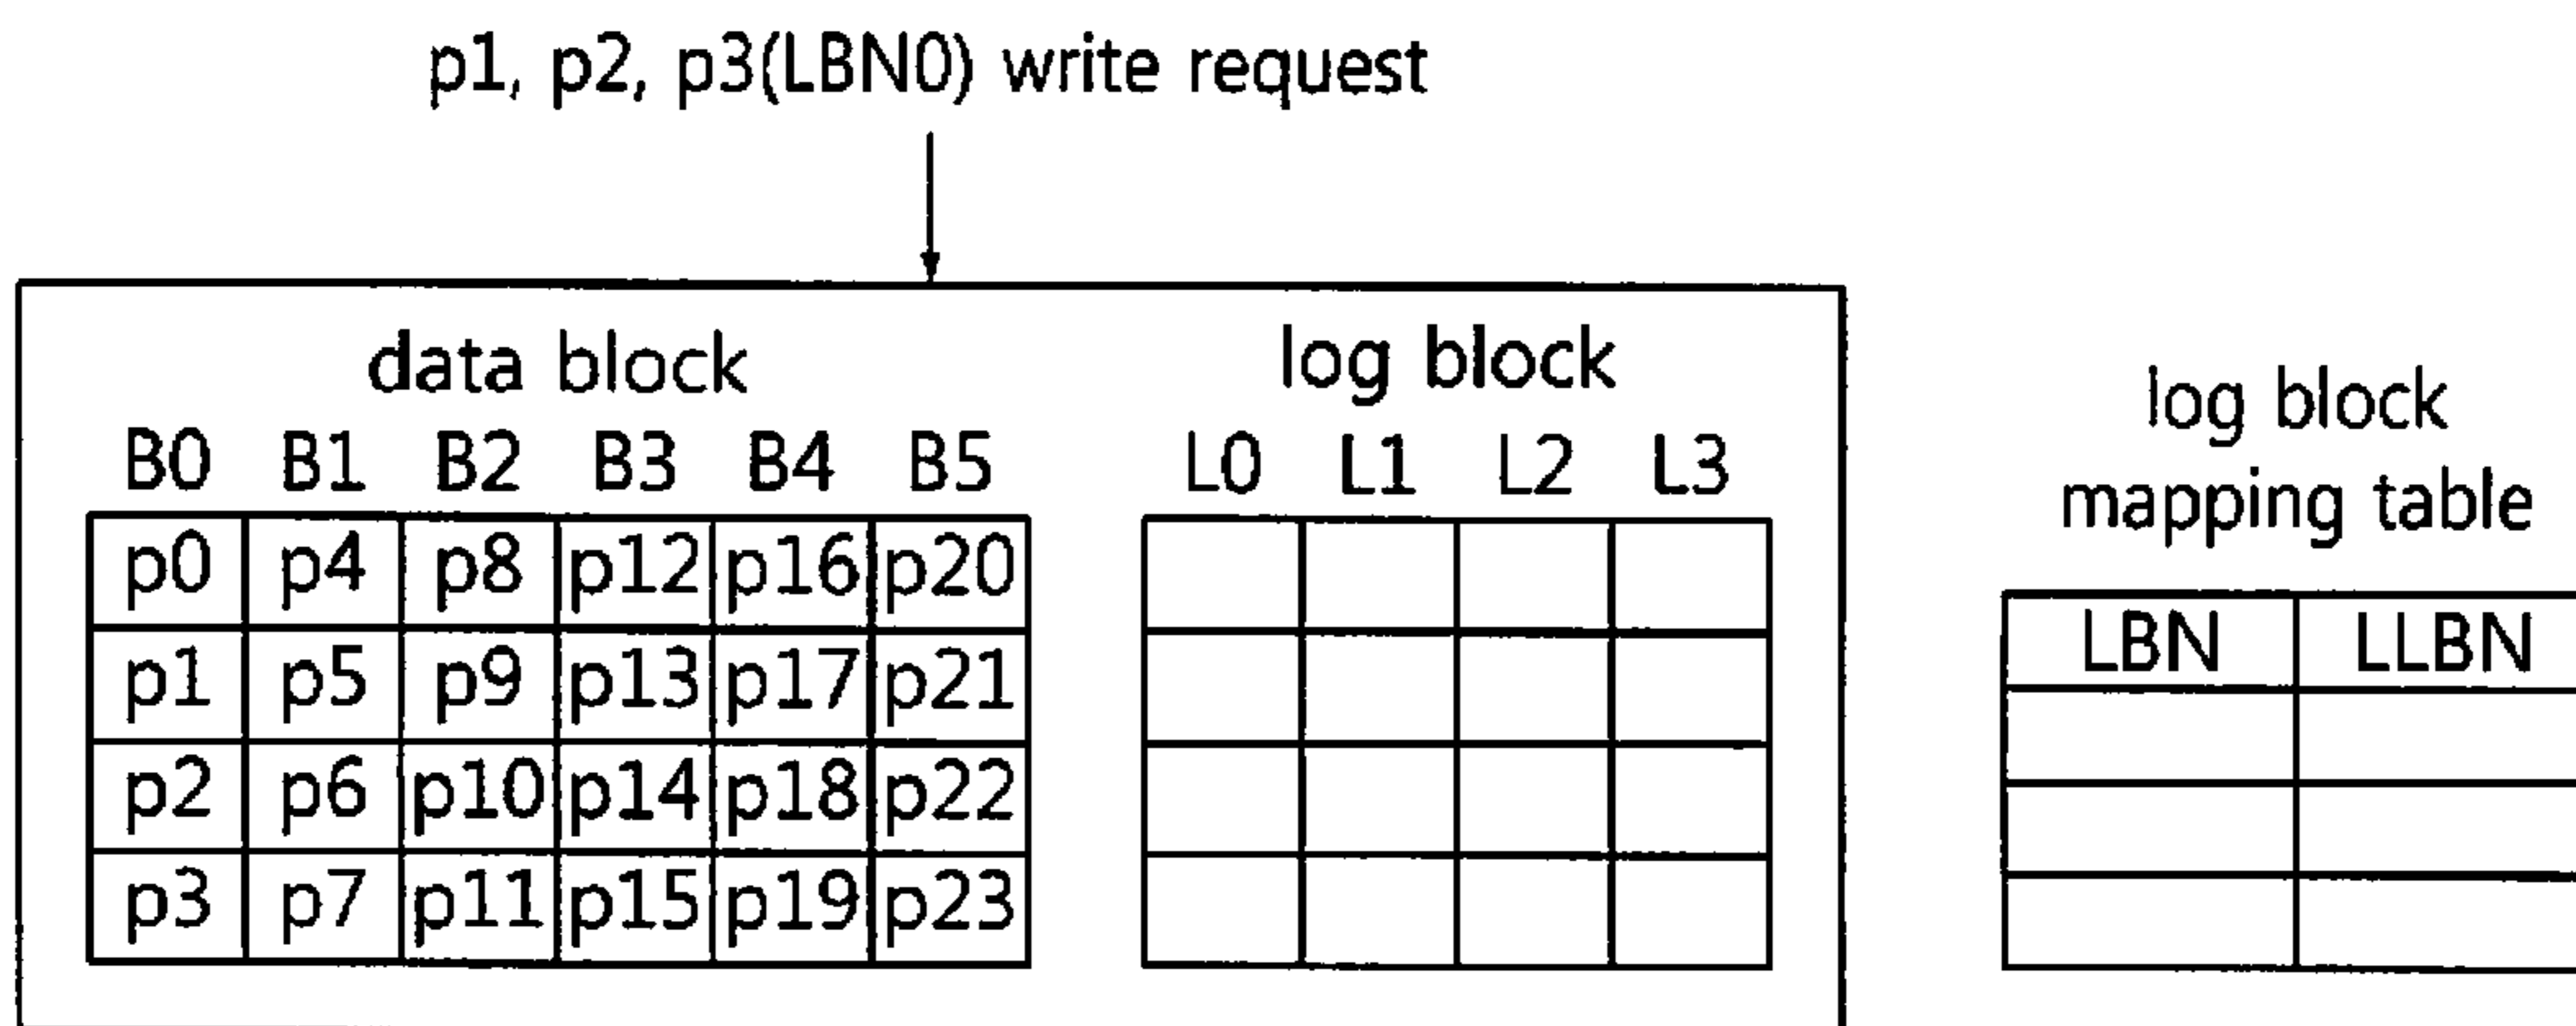 p1, p2, p3(LBN0) write request
data block
B0 B1 B2 B3 B4 B5
p0 p4 p8 p12 p16 p20
p1 p5 p9 p13 p17 p21
p2 p6 p10 p14 p18 p22
p3 p7 p11 p15 p19 p23
log block
L0 L1 L2 L3
log block
mapping table
LBN LLBN